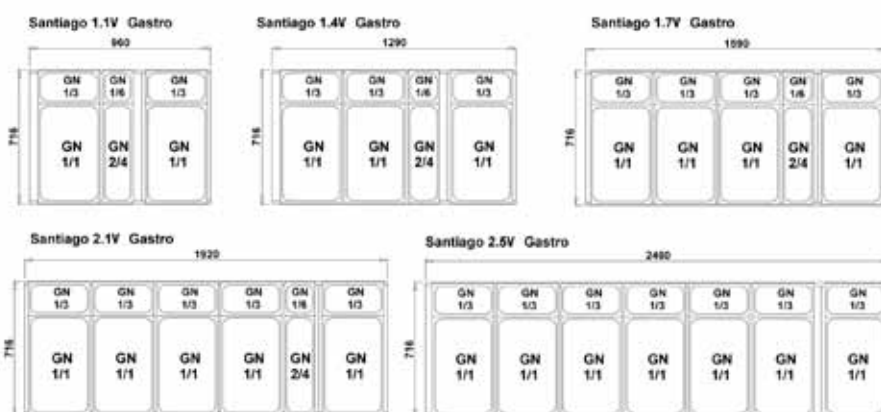 Santiago 1.1V Gastro
960
716
GN 1/3
GN 1/6
GN 1/3
GN 1/1
GN 2/4
GN 1/1
Santiago 1.4V Gastro
1290
716
GN 1/3
GN 1/3
GN 1/6
GN 1/3
GN 1/1
GN 1/1
GN 2/4
GN 1/1
Santiago 1.7V Gastro
1590
716
GN 1/3
GN 1/3
GN 1/3
GN 1/6
GN 1/3
GN 1/1
GN 1/1
GN 1/1
GN 2/4
GN 1/1
Santiago 2.1V Gastro
1920
716
GN 1/3
GN 1/3
GN 1/3
GN 1/3
GN 1/6
GN 1/3
GN 1/1
GN 1/1
GN 1/1
GN 1/1
GN 2/4
GN 1/1
Santiago 2.5V Gastro
716
GN 1/3
GN 1/3
GN 1/3
GN 1/3
GN 1/3
GN 1/3
GN 1/3
GN 1/1
GN 1/1
GN 1/1
GN 1/1
GN 1/1
GN 1/1
GN 1/1